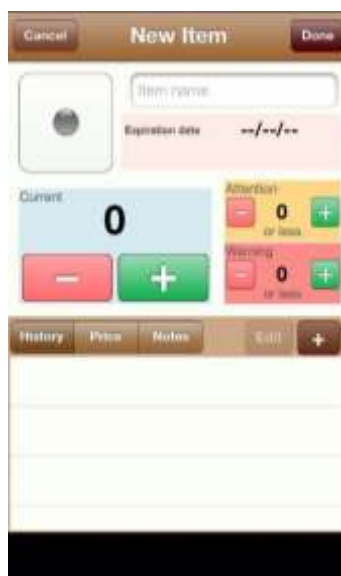 Cancel New Item Done
Item name
Expiration date --/--/--
Current
0
Attention
0
or less
Warning
0
or less
History Price Notes Edit +